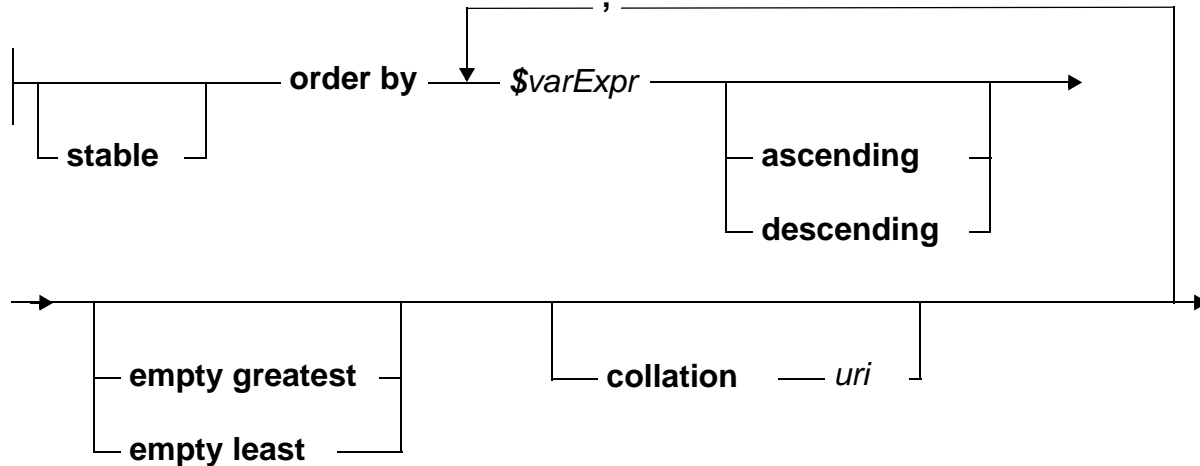 ,
order by $varExpr
stable
ascending
descending
empty greatest
collation uri
empty least